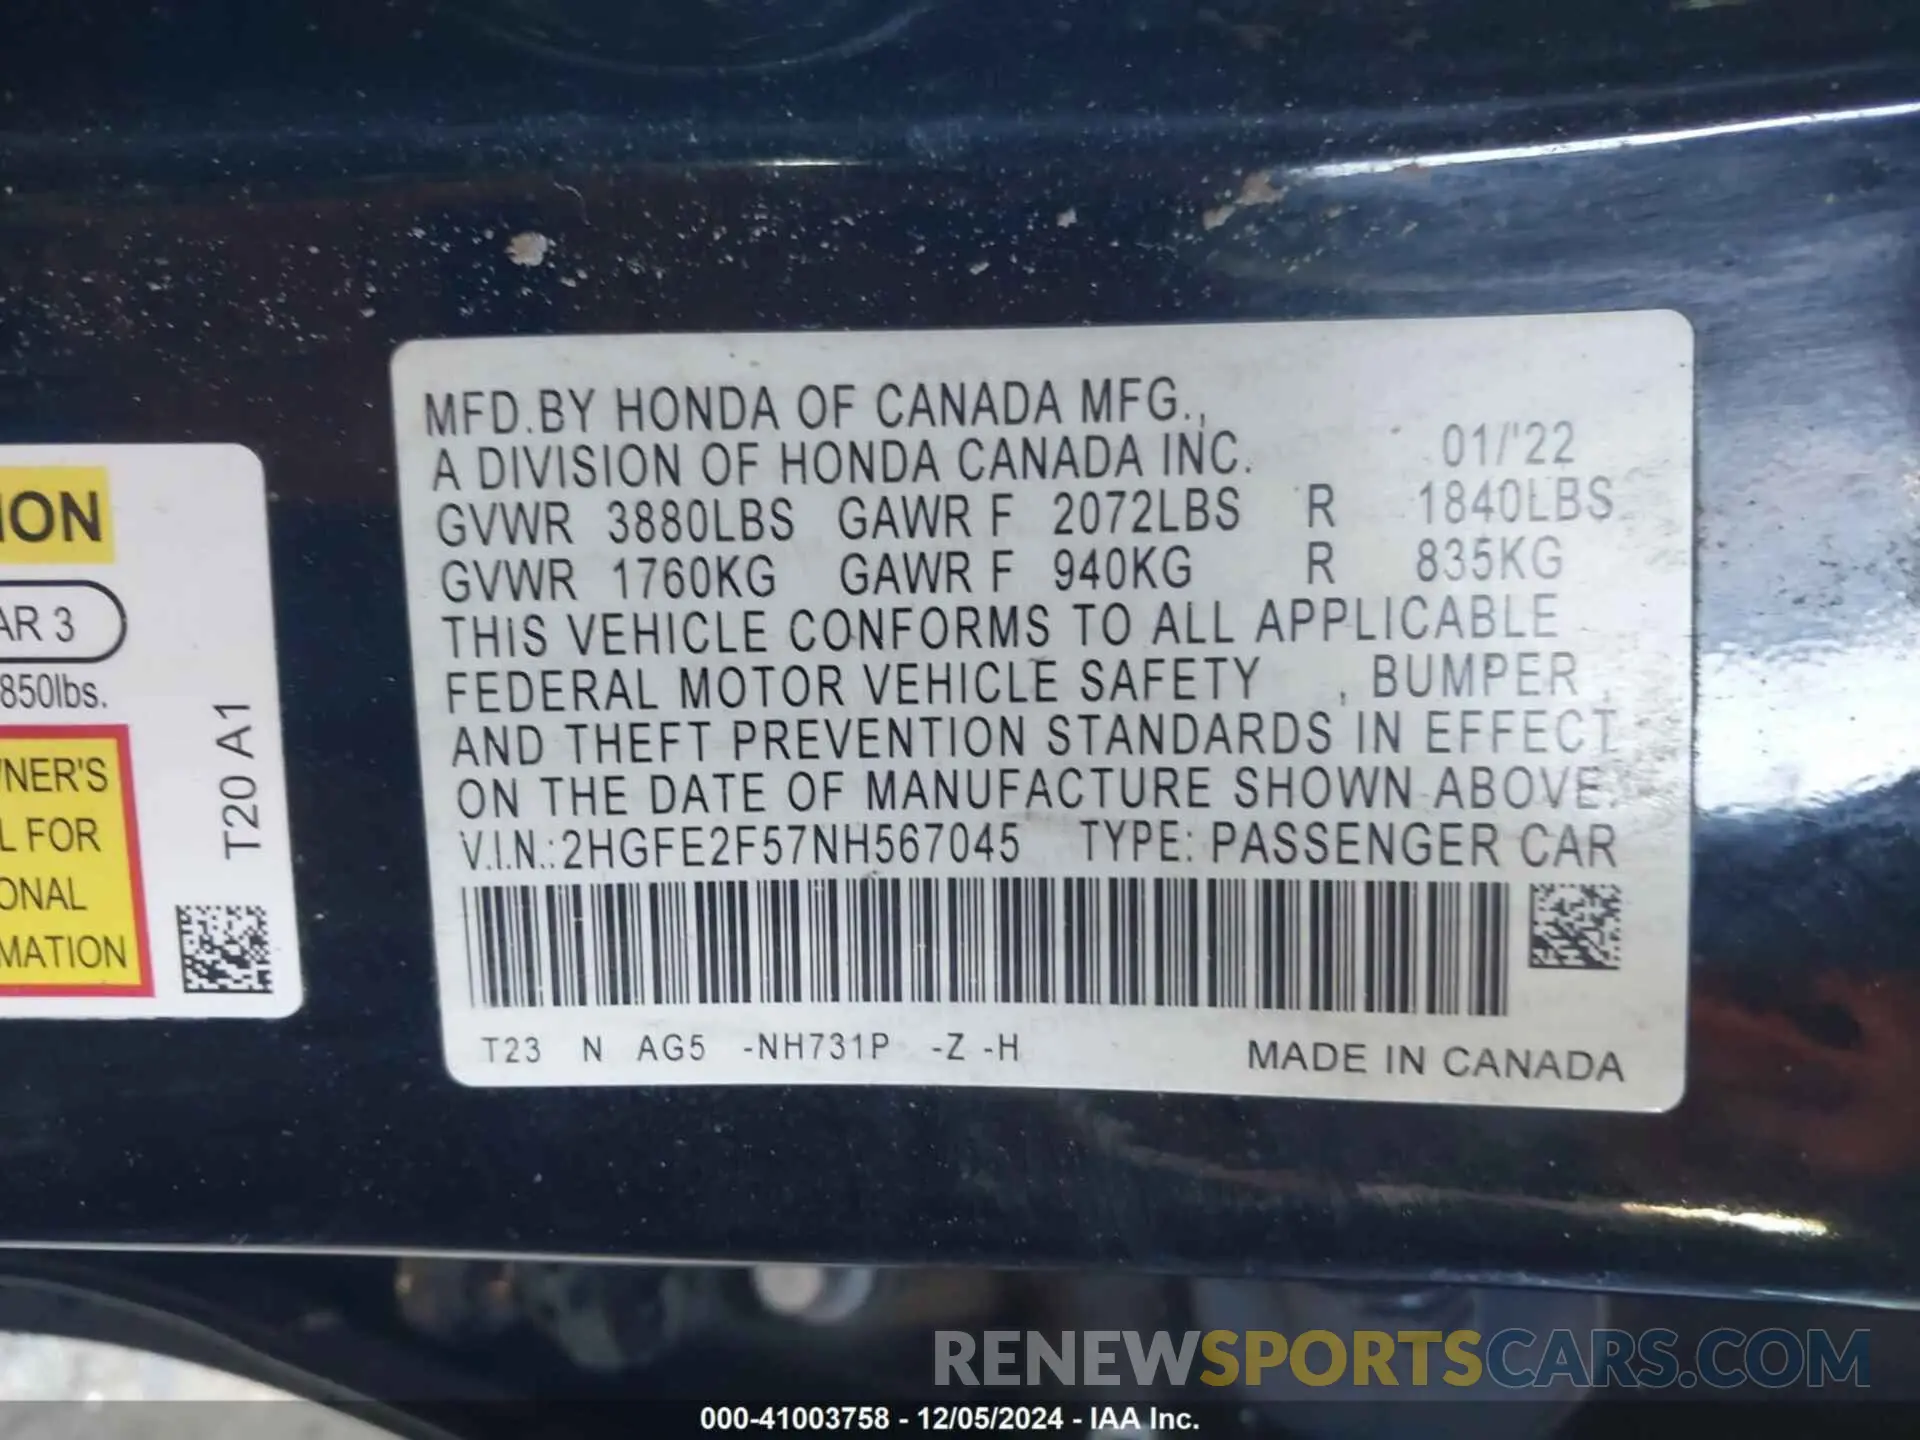 MFD.BY HONDA OF CANADA MFG.,
A DIVISION OF HONDA CANADA INC. 01/'22
GVWR 3880LBS GAWR F 2072LBS R 1840LBS
GVWR 1760KG GAWR F 940KG R 835KG
THIS VEHICLE CONFORMS TO ALL APPLICABLE
FEDERAL MOTOR VEHICLE SAFETY , BUMPER ,
AND THEFT PREVENTION STANDARDS IN EFFECT
ON THE DATE OF MANUFACTURE SHOWN ABOVE.
V.I.N.:2HGFE2F57NH567045 TYPE: PASSENGER CAR
T23 N AG5 -NH731P -Z -H MADE IN CANADA
ION
AR 3
850lbs.
NER'S
L FOR
ONAL
MATION
T20 A1
RENEWSPORTSCARS.COM
000-41003758 - 12/05/2024 - IAA Inc.